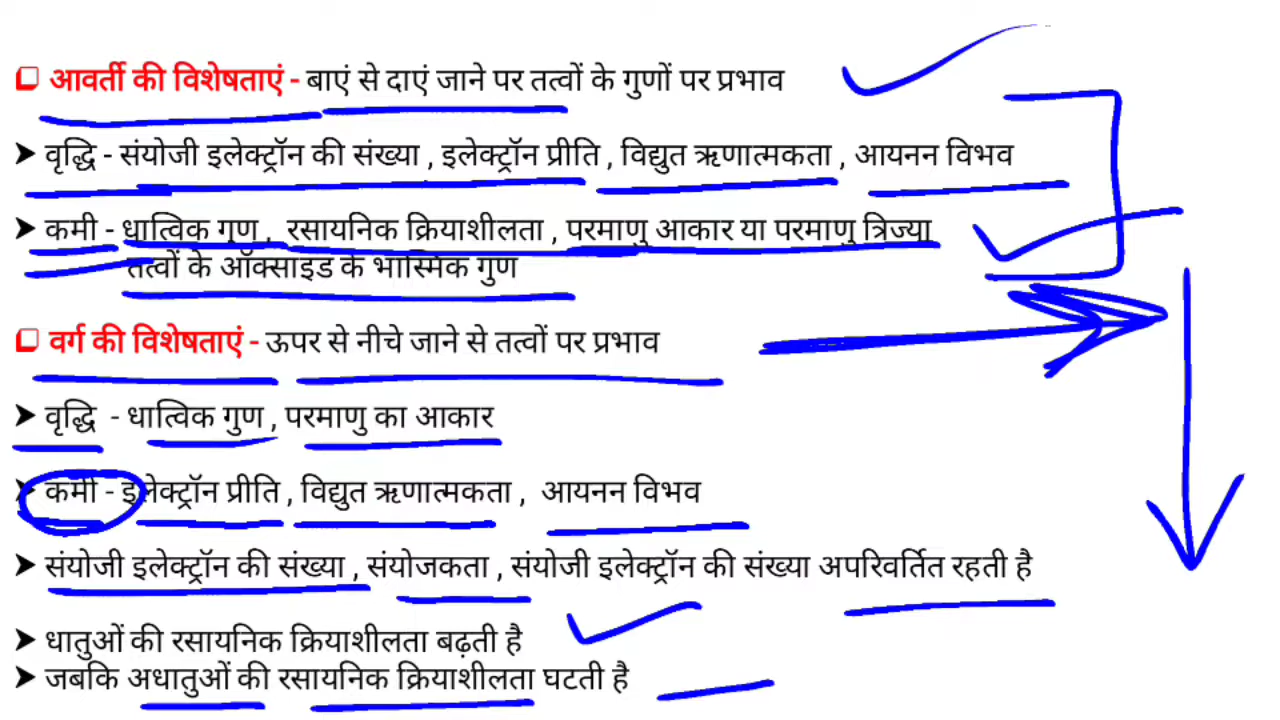 ❑ आवर्ती की विशेषताएं - बाएं से दाएं जाने पर तत्वों के गुणों पर प्रभाव
➤ वृद्धि - संयोजी इलेक्ट्रॉन की संख्या , इलेक्ट्रॉन प्रीति , विद्युत ऋणात्मकता , आयनन विभव
➤ कमी - धात्विक गुण , रसायनिक क्रियाशीलता , परमाणु आकार या परमाणु त्रिज्या
तत्वों के ऑक्साइड के भास्मिक गुण
❑ वर्ग की विशेषताएं - ऊपर से नीचे जाने से तत्वों पर प्रभाव
➤ वृद्धि - धात्विक गुण , परमाणु का आकार
➤ कमी - इलेक्ट्रॉन प्रीति , विद्युत ऋणात्मकता , आयनन विभव
➤ संयोजी इलेक्ट्रॉन की संख्या , संयोजकता , संयोजी इलेक्ट्रॉन की संख्या अपरिवर्तित रहती है
➤ धातुओं की रसायनिक क्रियाशीलता बढ़ती है
➤ जबकि अधातुओं की रसायनिक क्रियाशीलता घटती है